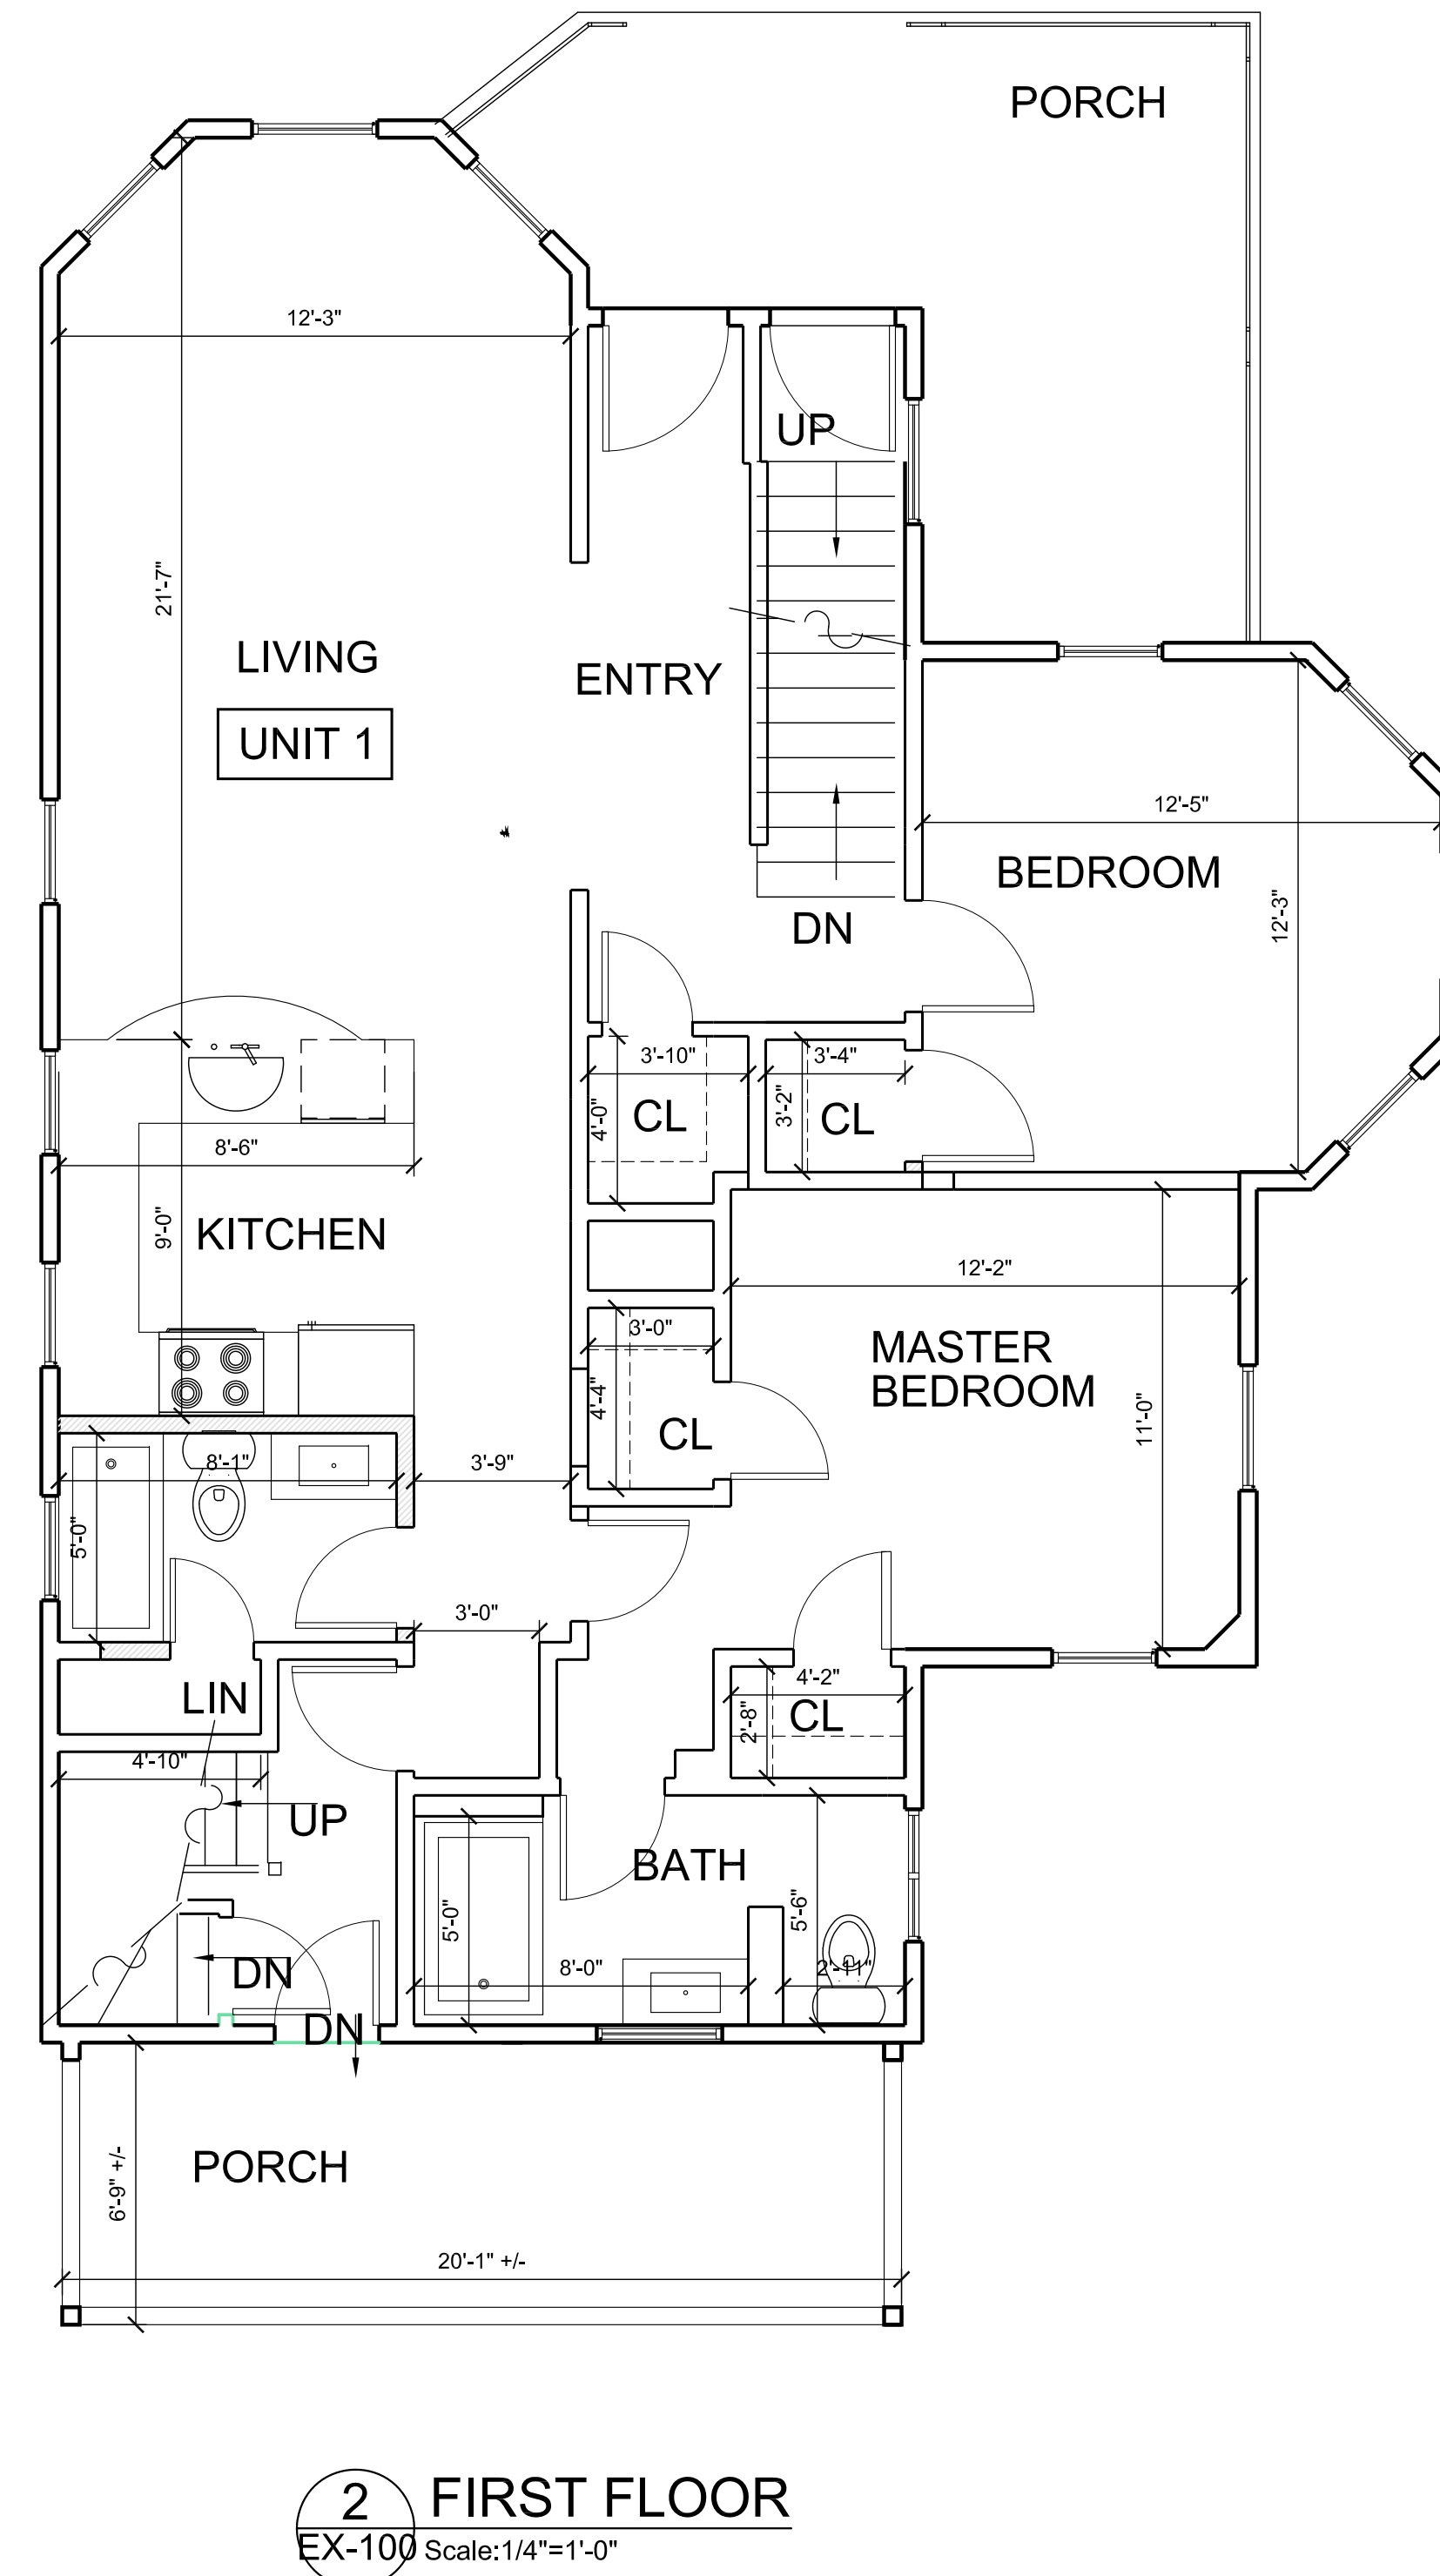 PORCH
12'-3"
UP
21'-7"
LIVING
ENTRY
UNIT 1
12'-5"
BEDROOM
12'-3"
DN
3'-10"
3'-4"
4'-0"
CL
3'-2"
CL
8'-6"
9'-0"
KITCHEN
12'-2"
3'-0"
MASTER
BEDROOM
4'-4"
11'-0"
CL
8'-1"
3'-9"
5'-0"
3'-0"
LIN
4'-2"
2'-8"
CL
4'-10"
UP
BATH
5'-0"
5'-6"
DN
8'-0"
2'-11"
DN
PORCH
6'-9" +/-
20'-1" +/-
2
FIRST FLOOR
EX-100
Scale:1/4"=1'-0"